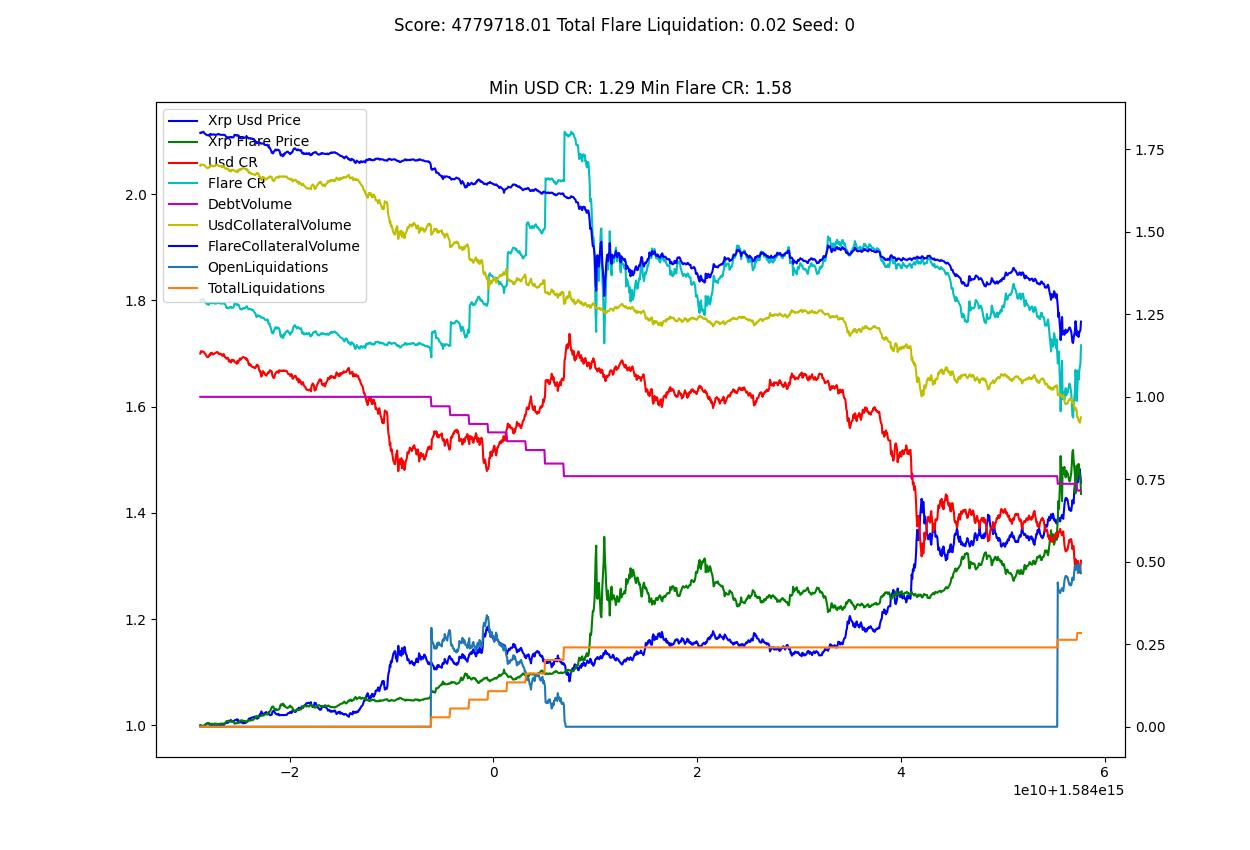 Score: 4779718.01 Total Flare Liquidation: 0.02 Seed: 0
Min USD CR: 1.29 Min Flare CR: 1.58
Xrp Usd Price
Xrp Flare Price
Usd CR
Flare CR
DebtVolume
UsdCollateralVolume
FlareCollateralVolume
OpenLiquidations
TotalLiquidations
2.0
1.8
1.6
1.4
1.2
1.0
1.75
1.50
1.25
1.00
0.75
0.50
0.25
0.00
−2 0 2 4 6
1e10+1.584e15